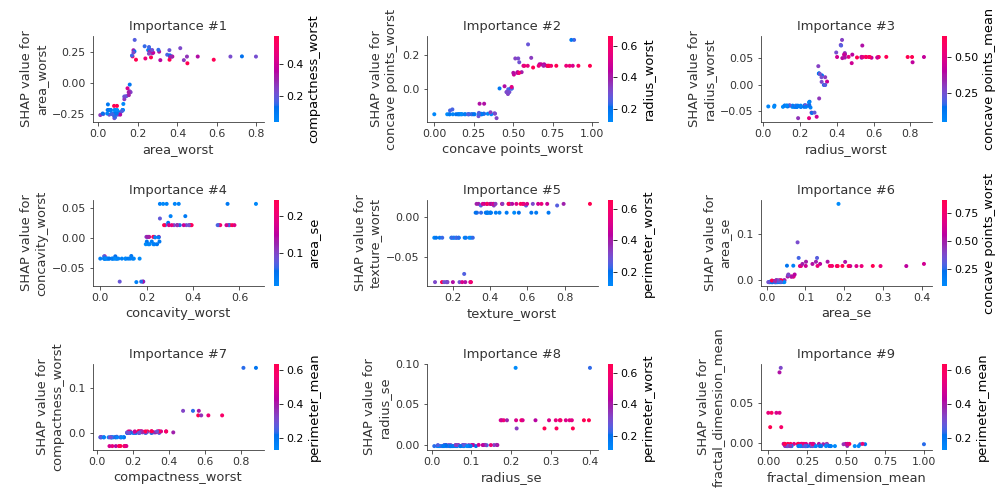 Importance #1
SHAP value for
area_worst
0.25
0.00
−0.25
0.0 0.2 0.4 0.6 0.8
area_worst
0.4
0.2
compactness_worst
Importance #2
SHAP value for
concave points_worst
0.2
0.0
0.00 0.25 0.50 0.75 1.00
concave points_worst
0.6
0.4
0.2
radius_worst
Importance #3
SHAP value for
radius_worst
0.05
0.00
−0.05
0.0 0.2 0.4 0.6 0.8
radius_worst
0.50
0.25
concave points_mean
Importance #4
SHAP value for
concavity_worst
0.05
0.00
−0.05
0.0 0.2 0.4 0.6
concavity_worst
0.2
0.1
area_se
Importance #5
SHAP value for
texture_worst
0.00
−0.05
0.2 0.4 0.6 0.8
texture_worst
0.6
0.4
0.2
perimeter_worst
Importance #6
SHAP value for
area_se
0.1
0.0
0.0 0.1 0.2 0.3 0.4
area_se
0.75
0.50
0.25
concave points_worst
Importance #7
SHAP value for
compactness_worst
0.1
0.0
0.0 0.2 0.4 0.6 0.8
compactness_worst
0.6
0.4
0.2
perimeter_mean
Importance #8
SHAP value for
radius_se
0.10
0.05
0.00
0.0 0.1 0.2 0.3 0.4
radius_se
0.6
0.4
0.2
perimeter_worst
Importance #9
SHAP value for
fractal_dimension_mean
0.05
0.00
0.00 0.25 0.50 0.75 1.00
fractal_dimension_mean
0.6
0.4
0.2
perimeter_mean